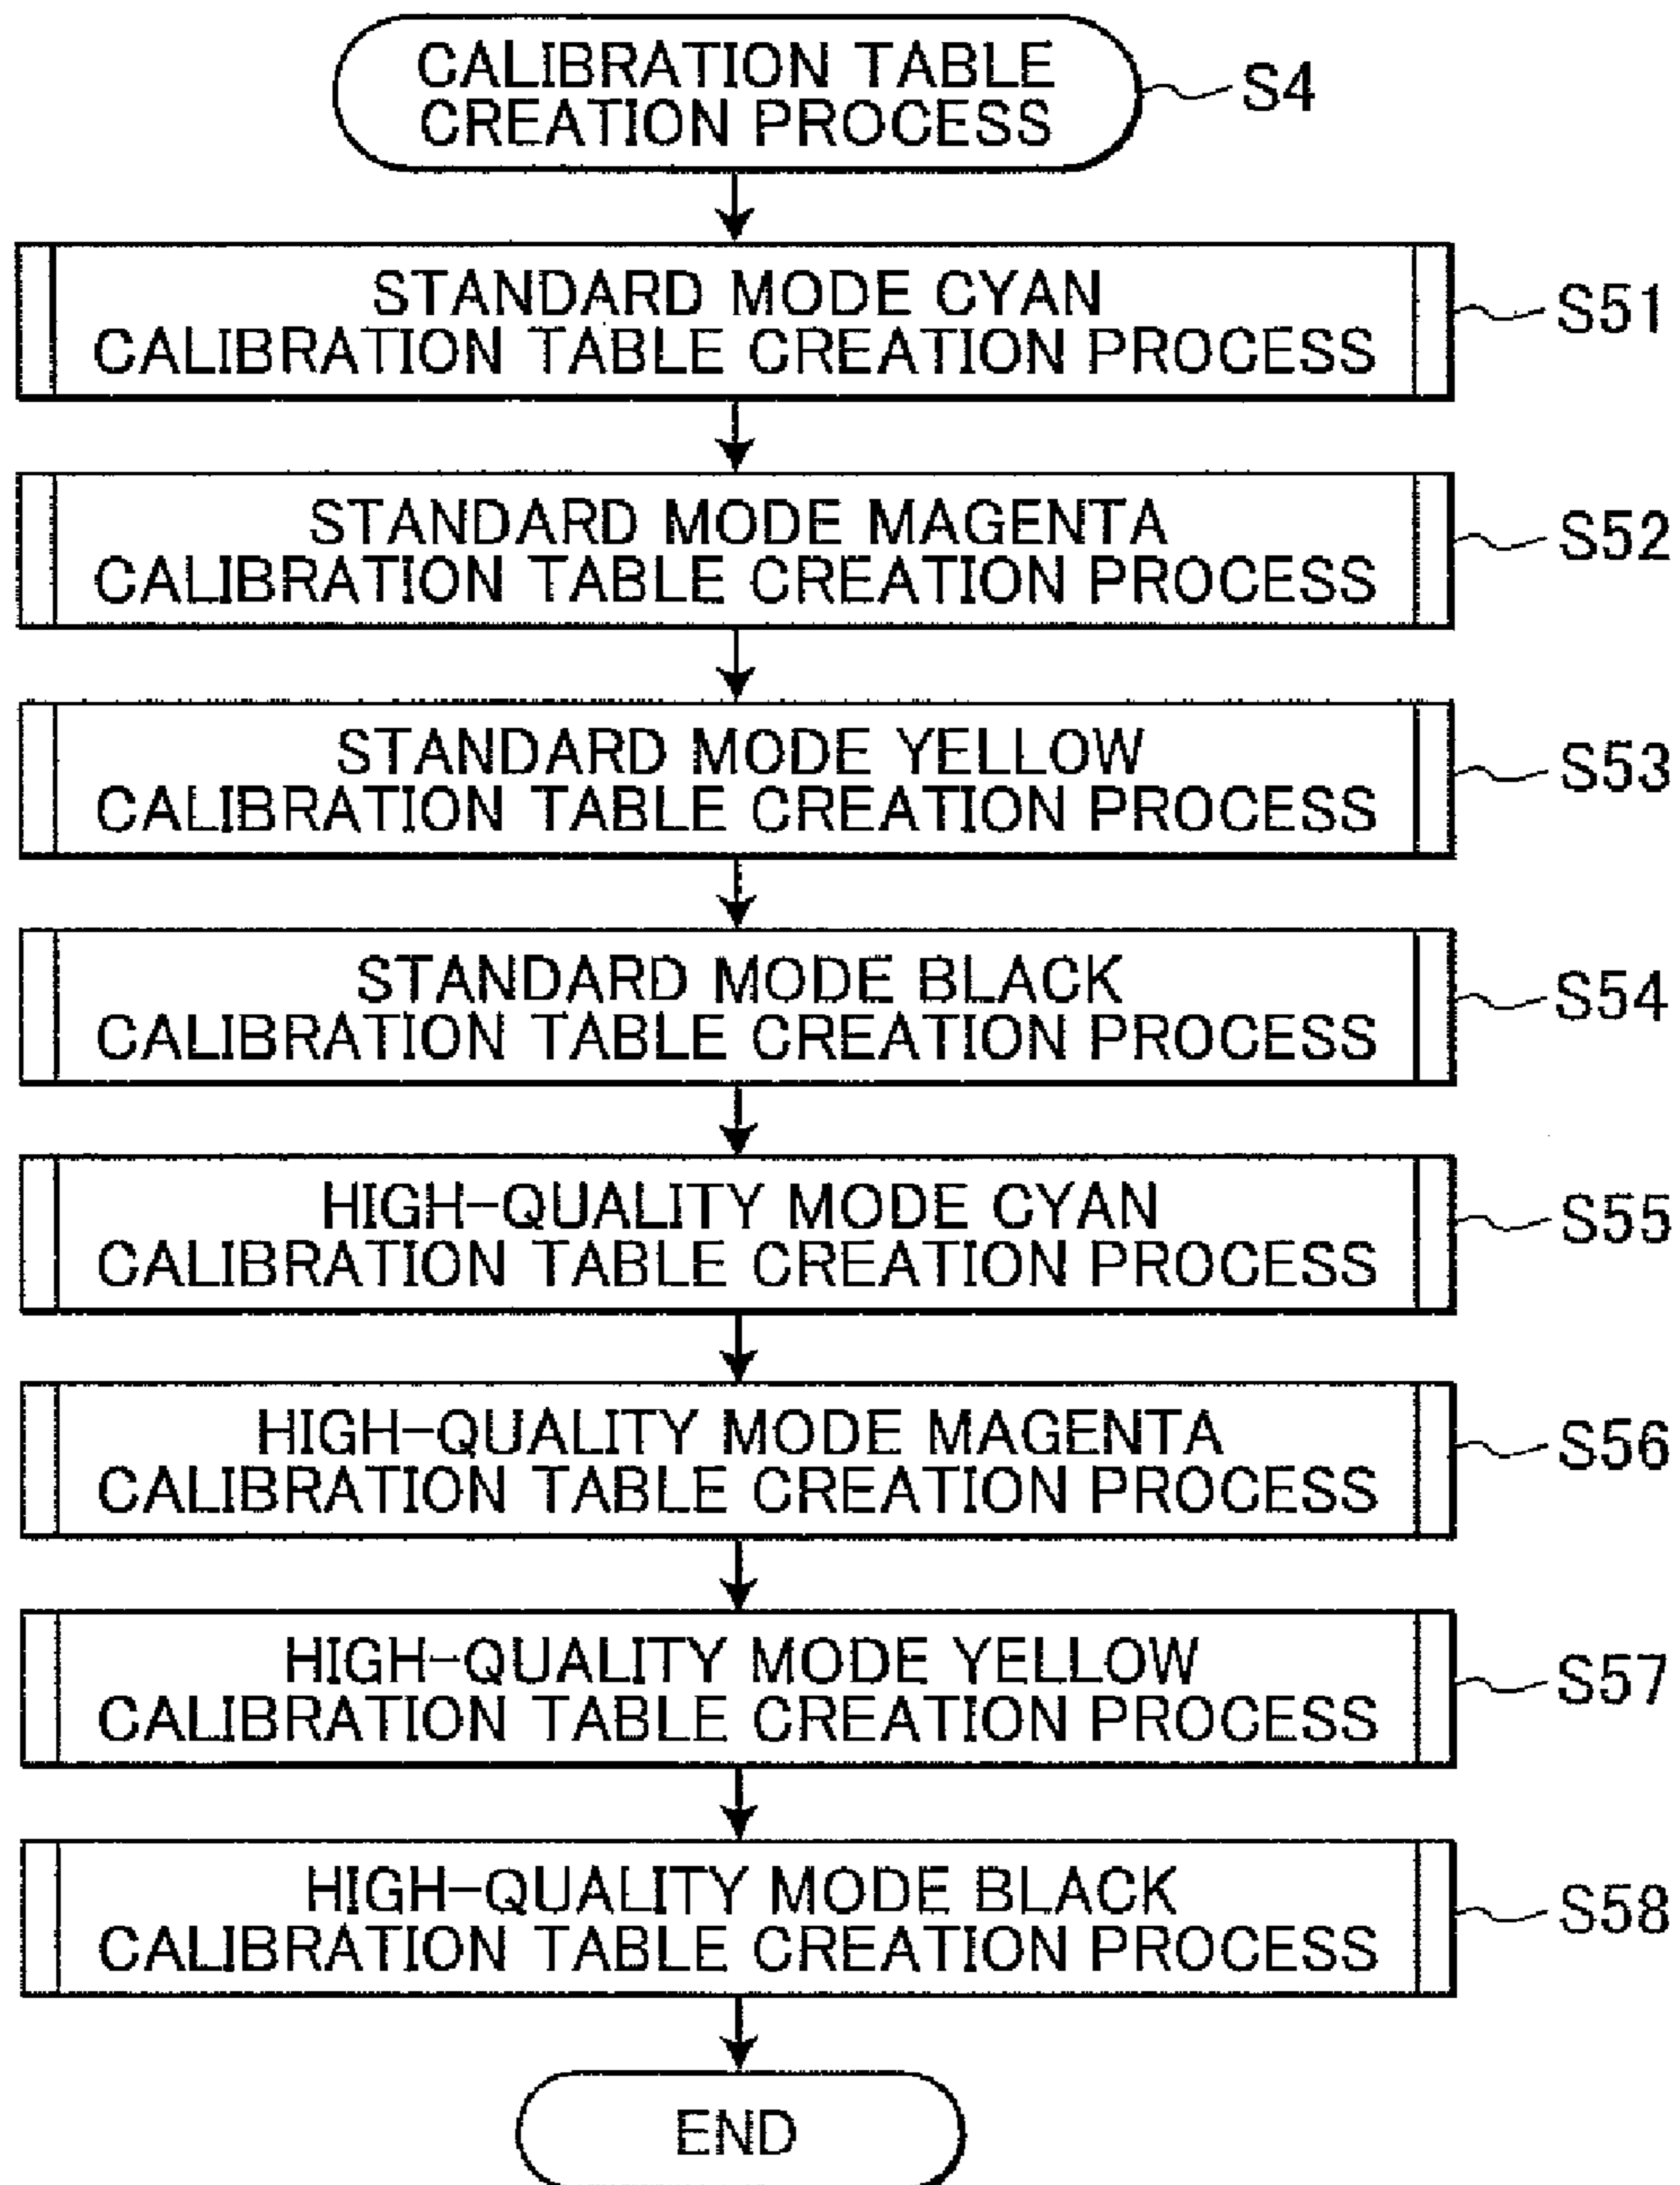 CALIBRATION TABLE
CREATION PROCESS
S4
STANDARD MODE CYAN
CALIBRATION TABLE CREATION PROCESS
S51
STANDARD MODE MAGENTA
CALIBRATION TABLE CREATION PROCESS
S52
STANDARD MODE YELLOW
CALIBRATION TABLE CREATION PROCESS
S53
STANDARD MODE BLACK
CALIBRATION TABLE CREATION PROCESS
S54
HIGH-QUALITY MODE CYAN
CALIBRATION TABLE CREATION PROCESS
S55
HIGH-QUALITY MODE MAGENTA
CALIBRATION TABLE CREATION PROCESS
S56
HIGH-QUALITY MODE YELLOW
CALIBRATION TABLE CREATION PROCESS
S57
HIGH-QUALITY MODE BLACK
CALIBRATION TABLE CREATION PROCESS
S58
END